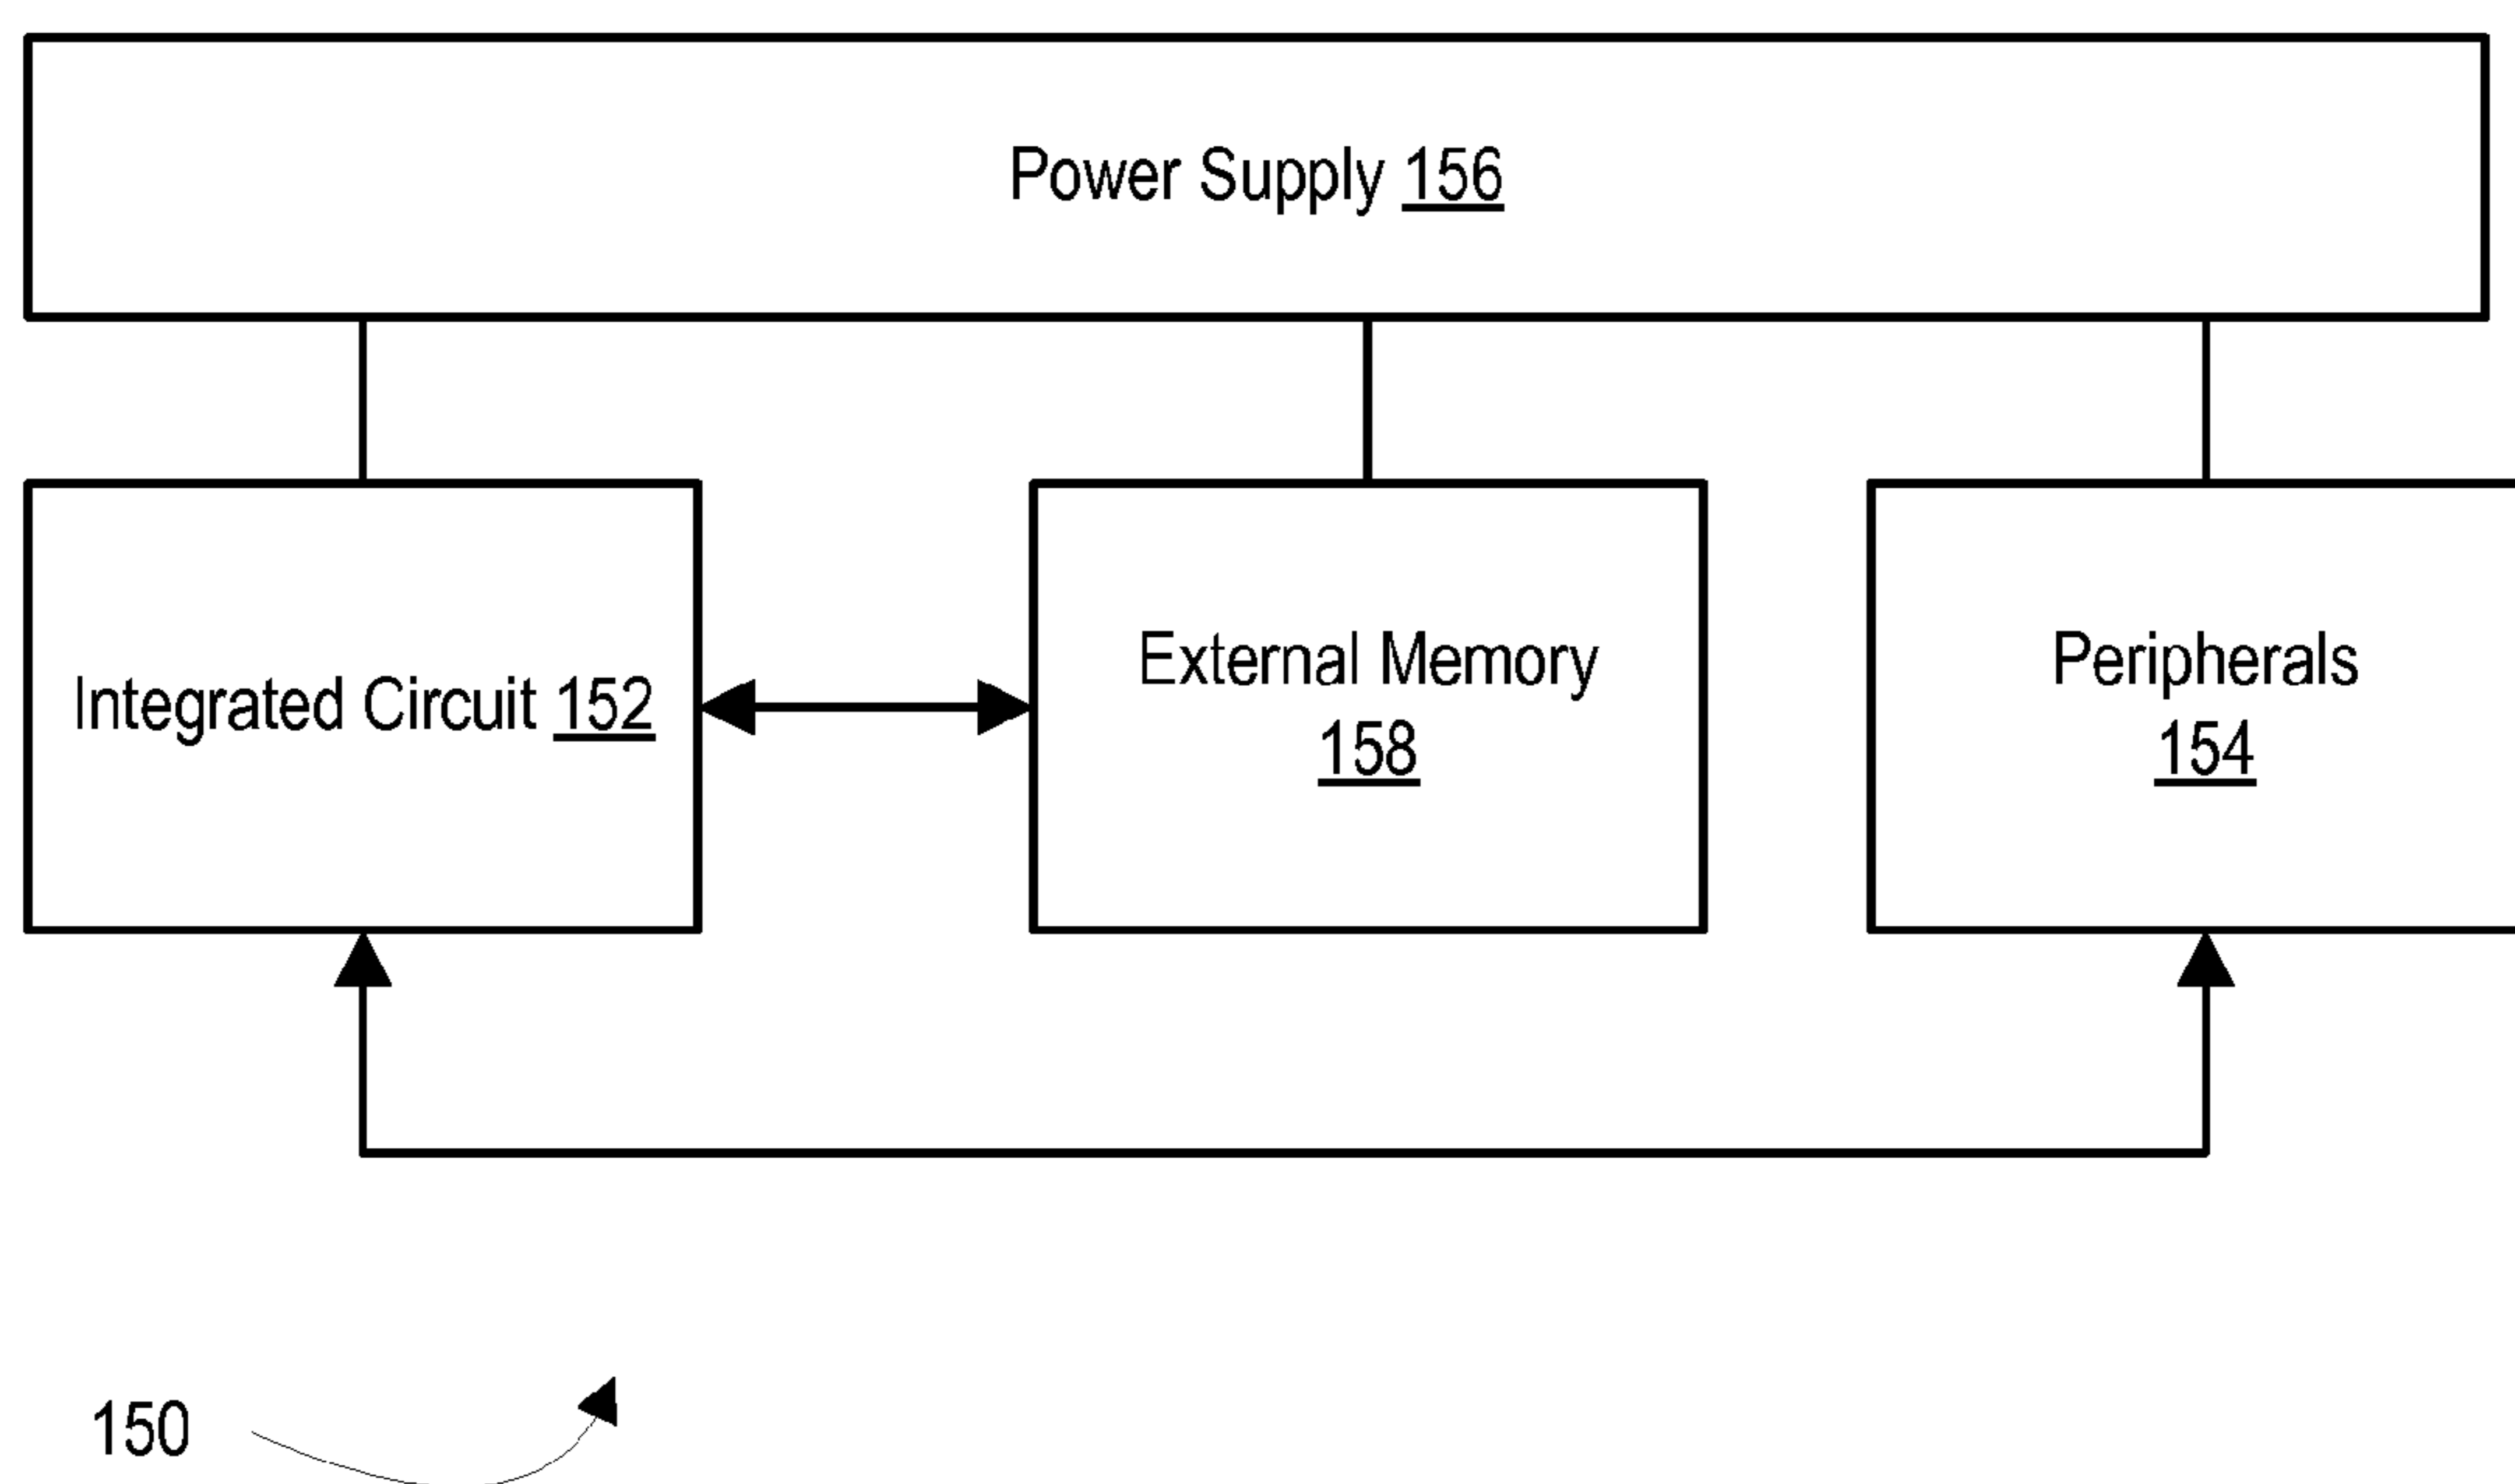 Power Supply 156
Integrated Circuit 152
External Memory
158
Peripherals
154
150